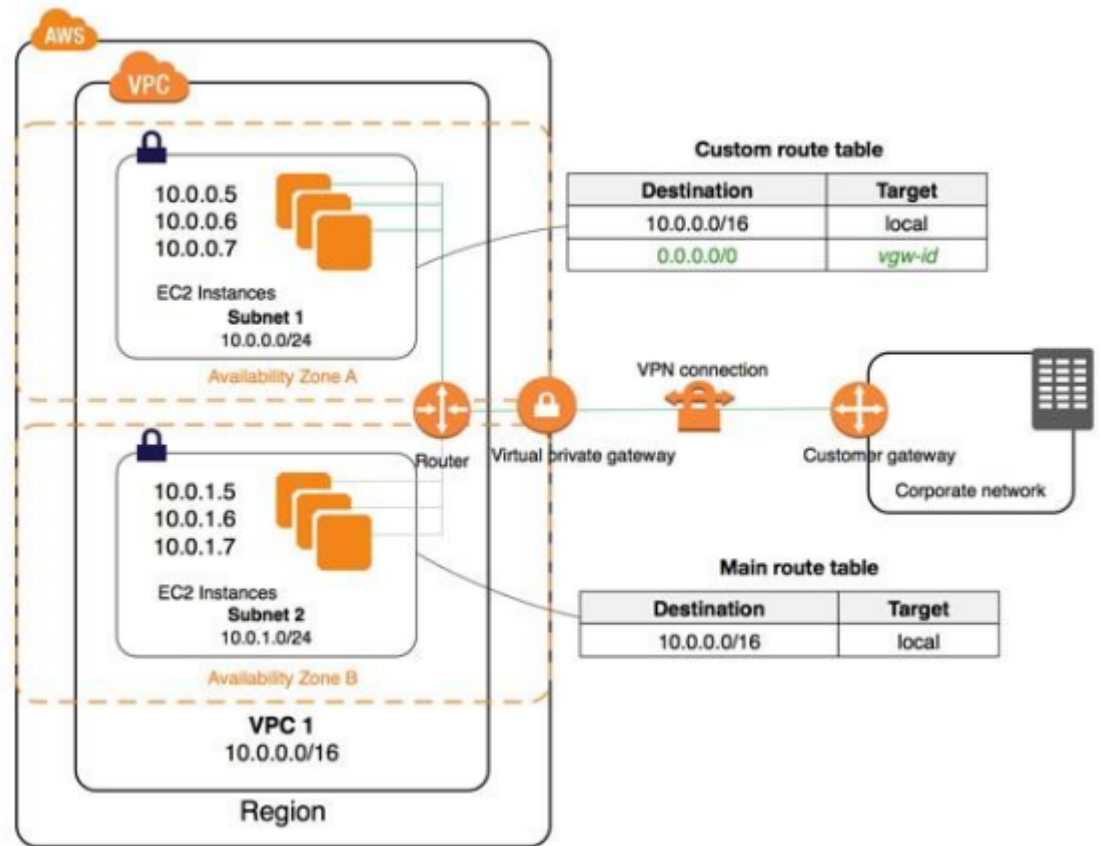 AWS
VPC
10.0.0.5
10.0.0.6
10.0.0.7
EC2 Instances
Subnet 1
10.0.0.0/24
Availability Zone A
Custom route table
Destination Target
10.0.0.0/16 local
0.0.0.0/0 vgw-id
VPN connection
Router
Virtual private gateway
Customer gateway
Corporate network
10.0.1.5
10.0.1.6
10.0.1.7
EC2 Instances
Subnet 2
10.0.1.0/24
Availability Zone B
Main route table
Destination Target
10.0.0.0/16 local
VPC 1
10.0.0.0/16
Region